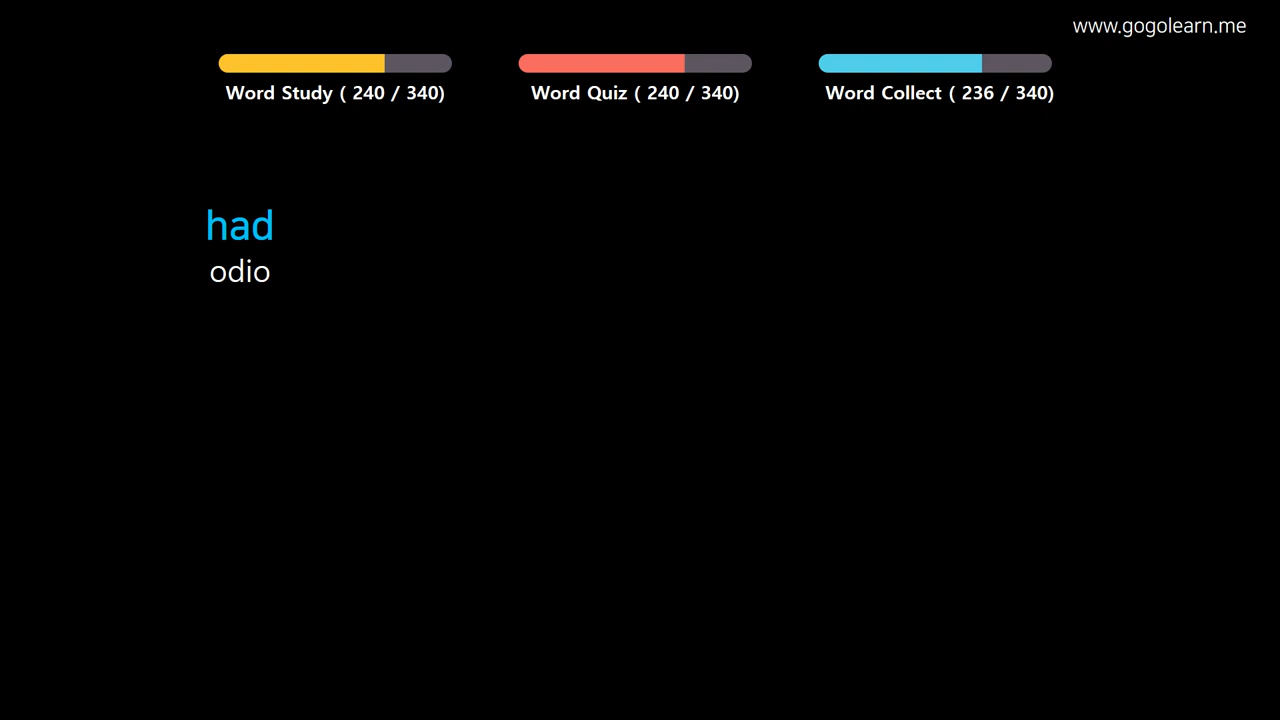 www.gogolearn.me
Word Study ( 240 / 340)
Word Quiz ( 240 / 340)
Word Collect ( 236 / 340)
had
odio